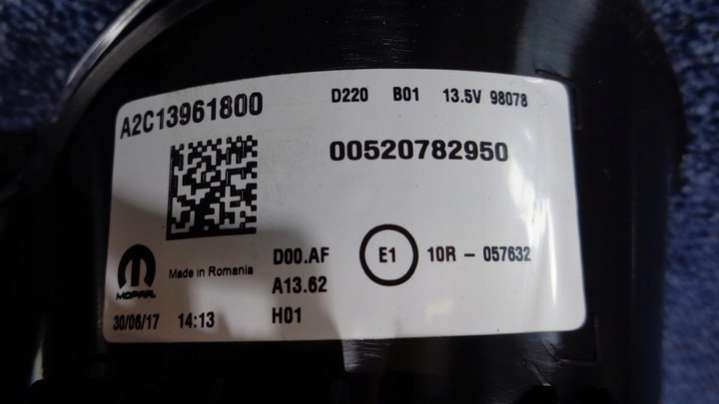 A2C13961800
D220 B01 13.5V 98078
00520782950
MOPAR
Made in Romania
D00.AF
A13.62
H01
E1
10R - 057632
30/06/17 14:13